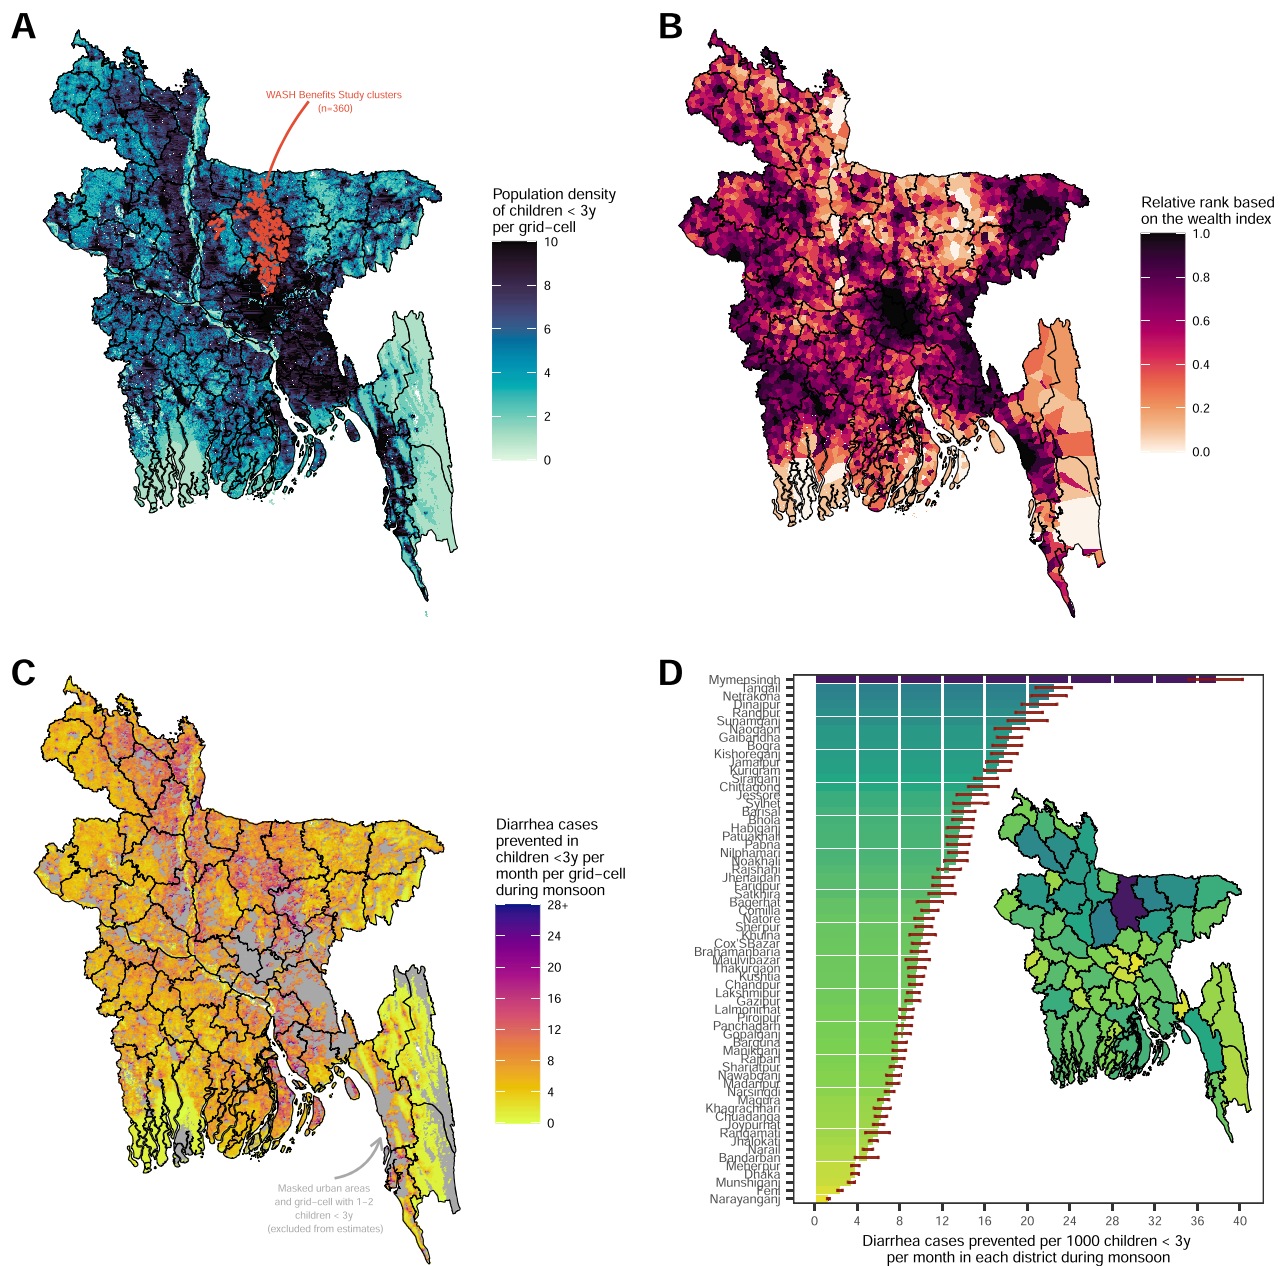 A
WASH Benefits Study clusters
(n=360)
Population density
of children < 3y
per grid−cell
10
8
6
4
2
0
B
Relative rank based
on the wealth index
1.0
0.8
0.6
0.4
0.2
0.0
C
Diarrhea cases
prevented in
children <3y per
month per grid−cell
during monsoon
28+
24
20
16
12
8
4
0
Masked urban areas
and grid−cell with 1−2
children < 3y
(excluded from estimates)
D
Mymensingh
Tangail
Netrakona
Dinajpur
Rangpur
Sunamganj
Naogaon
Gaibandha
Bogra
Kishoreganj
Jamalpur
Kurigram
Sirajganj
Chittagong
Jessore
Sylhet
Barisal
Bhola
Habiganj
Patuakhali
Pabna
Nilphamari
Noakhali
Rajshahi
Jhenaidah
Faridpur
Satkhira
Bagerhat
Comilla
Natore
Sherpur
Khulna
Cox'SBazar
Brahamanbaria
Maulvibazar
Thakurgaon
Kushtia
Chandpur
Lakshmipur
Gazipur
Lalmonirhat
Pirojpur
Panchagarh
Gopalganj
Barguna
Manikganj
Rajbari
Shariatpur
Nawabganj
Madaripur
Narsingdi
Magura
Khagrachhari
Chuadanga
Joypurhat
Rangamati
Jhalokati
Narail
Bandarban
Meherpur
Dhaka
Munshiganj
Feni
Narayanganj
0 4 8 12 16 20 24 28 32 36 40
Diarrhea cases prevented per 1000 children < 3y
per month in each district during monsoon